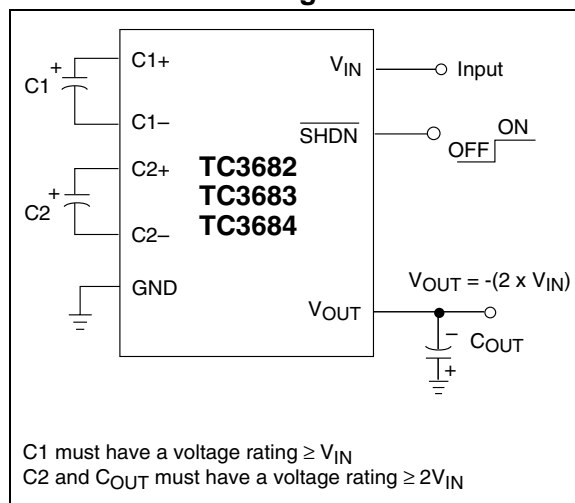 C1+
VIN
Input
C1
+
C1–
SHDN
ON
OFF
C2+
TC3682
+
TC3683
C2
C2–
TC3684
GND
VOUT = -(2 x VIN)
VOUT
–
COUT
+
C1 must have a voltage rating ≥ VIN
C2 and COUT must have a voltage rating ≥ 2VIN